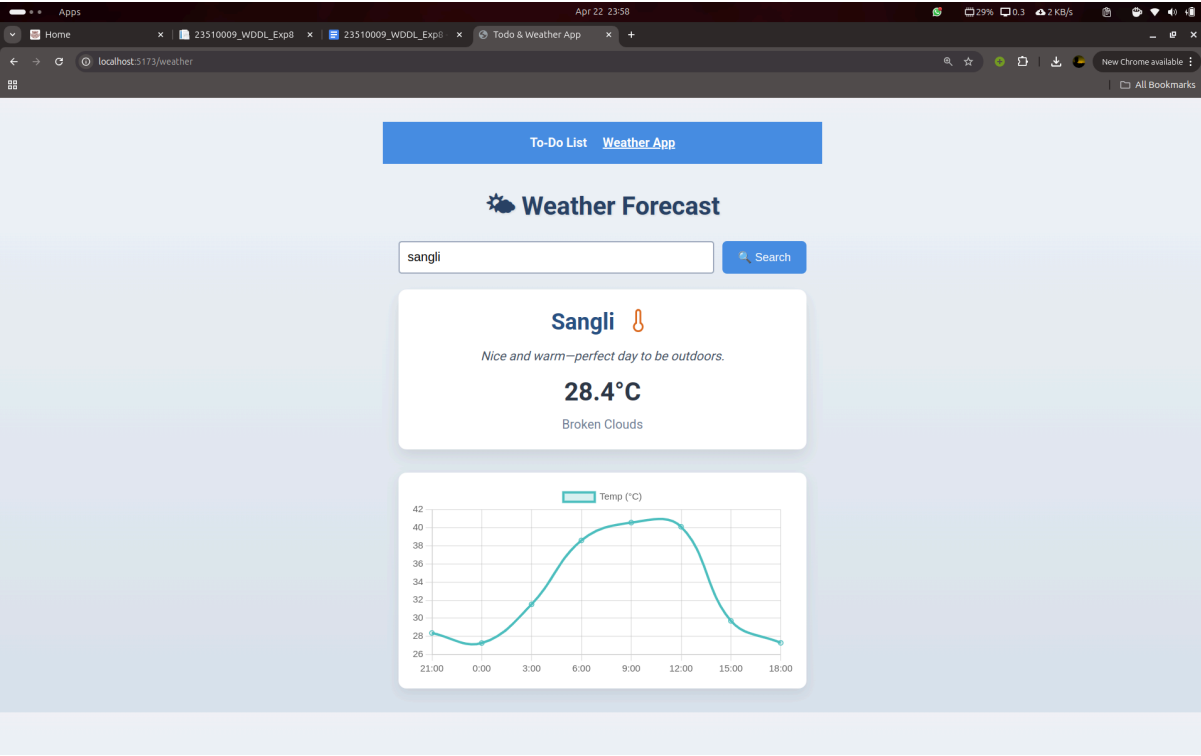 Apps
Apr 22 23:58
29% 0.3 2 KB/s
Home
23510009_WDDL_Exp8
23510009_WDDL_Exp8
Todo & Weather App
localhost:5173/weather
New Chrome available
All Bookmarks
To-Do List Weather App
Weather Forecast
sangli
Search
Sangli
Nice and warm—perfect day to be outdoors.
28.4°C
Broken Clouds
Temp (°C)
42
40
38
36
34
32
30
28
26
21:00 0:00 3:00 6:00 9:00 12:00 15:00 18:00